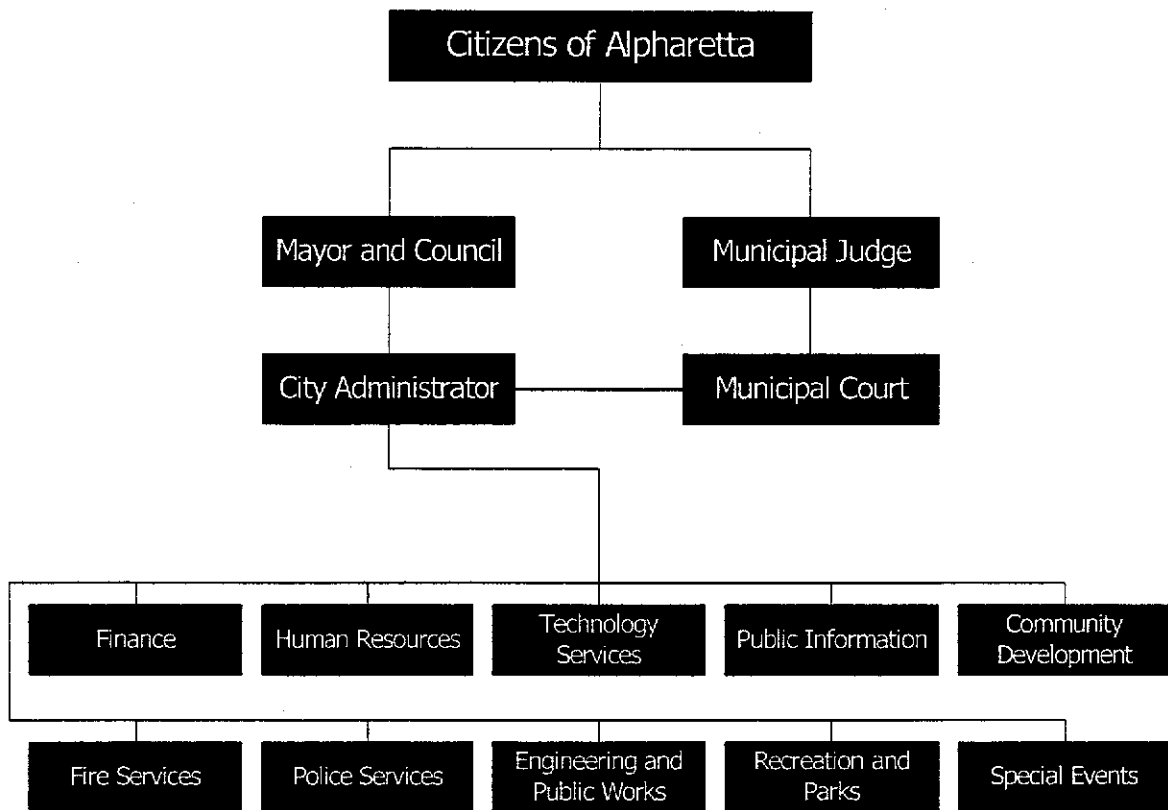 Citizens of Alpharetta
Mayor and Council
Municipal Judge
City Administrator
Municipal Court
Finance
Human Resources
Technology
Services
Public Information
Community
Development
Fire Services
Police Services
Engineering and
Public Works
Recreation and
Parks
Special Events